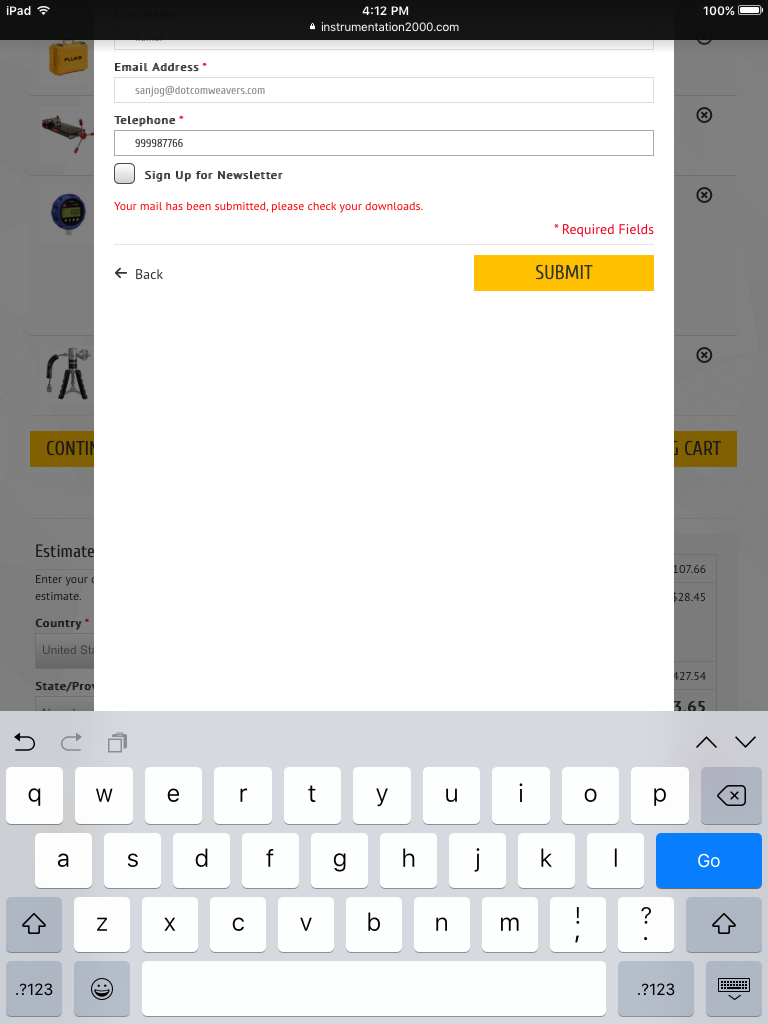 iPad
4:12 PM
100%
instrumentation2000.com
FLUKE
Email Address *
sanjog@dotcomweavers.com
Telephone *
999987766
Sign Up for Newsletter
Your mail has been submitted, please check your downloads.
* Required Fields
← Back
SUBMIT
CONTIN
G CART
Estimate
Enter your
estimate.
107.66
$28.45
Country *
United Sta
427.54
State/Prov
3.65
q w e r t y u i o p
a s d f g h j k l Go
z x c v b n m ! , ? .
.?123 .?123